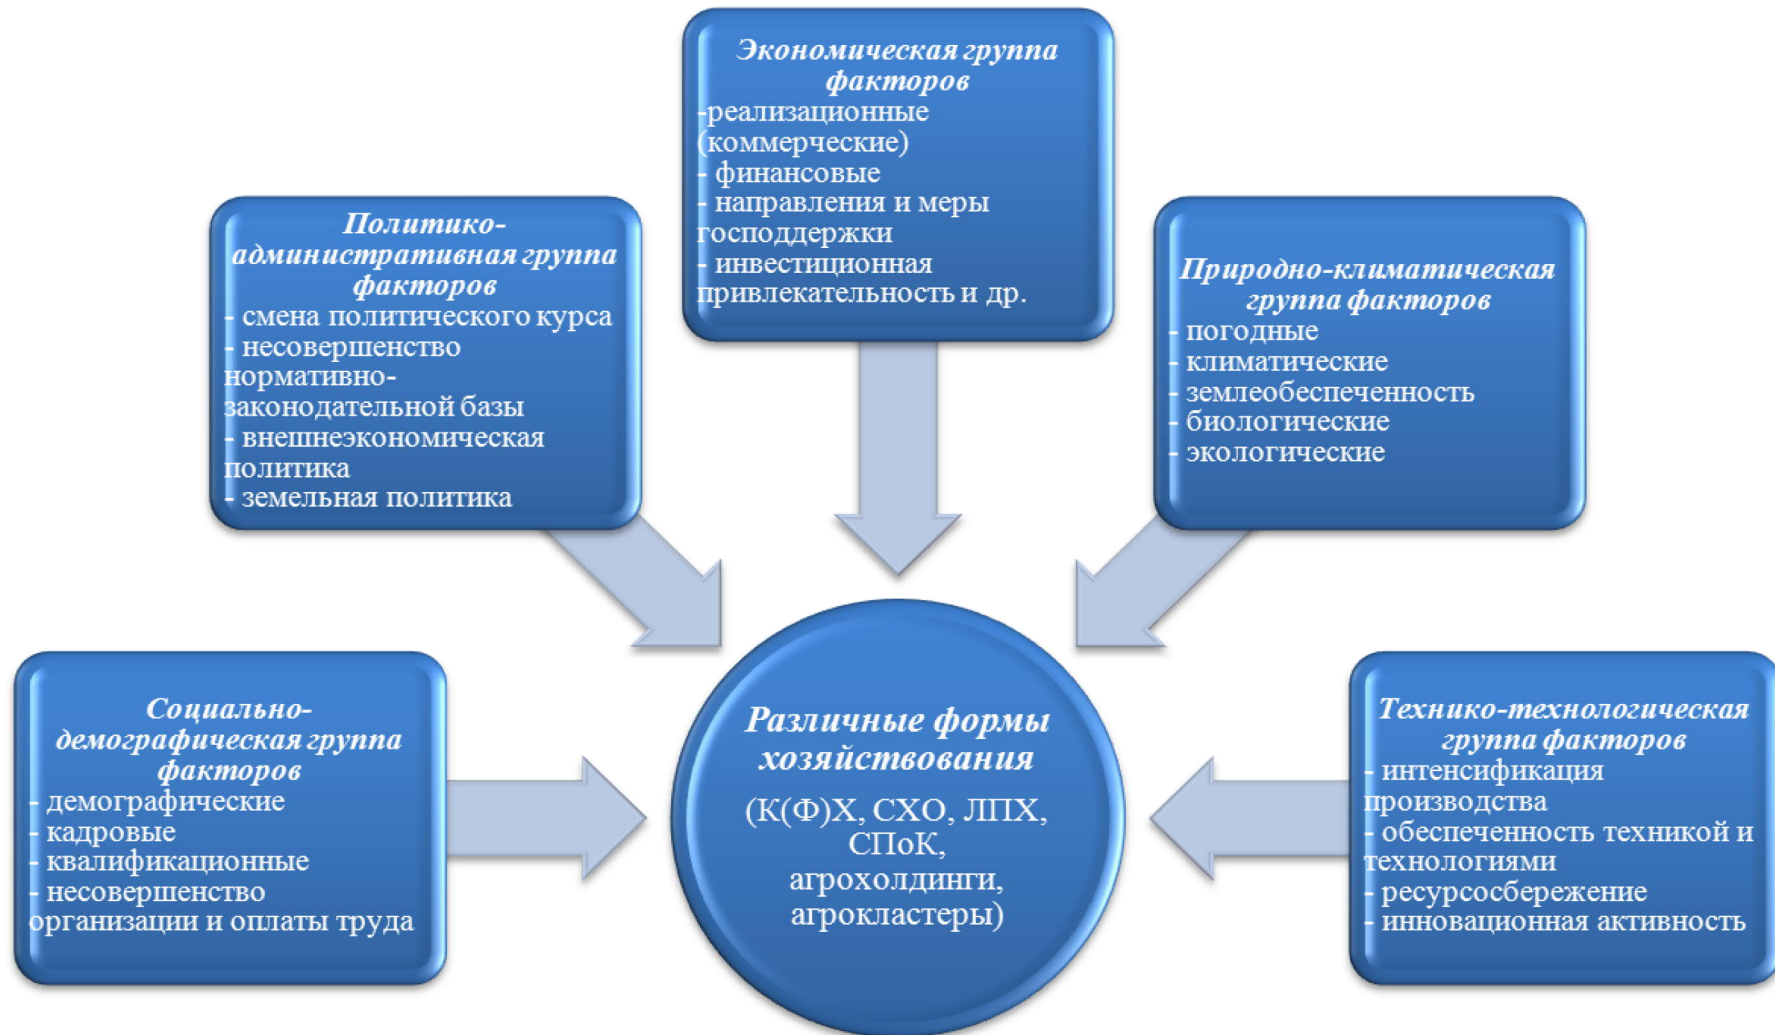 Экономическая группа
факторов
-реализационные
(коммерческие)
- финансовые
- направления и меры
господдержки
- инвестиционная
привлекательность и др.
Политико-
административная группа
факторов
- смена политического курса
- несовершенство
нормативно-
законодательной базы
- внешнеэкономическая
политика
- земельная политика
Природно-климатическая
группа факторов
- погодные
- климатические
- землеобеспеченность
- биологические
- экологические
Социально-
демографическая группа
факторов
- демографические
- кадровые
- квалификационные
- несовершенство
организации и оплаты труда
Различные формы
хозяйствования
(К(Ф)Х, СХО, ЛПХ,
СПоК,
агрохолдинги,
агрокластеры)
Технико-технологическая
группа факторов
- интенсификация
производства
- обеспеченность техникой и
технологиями
- ресурсосбережение
- инновационная активность